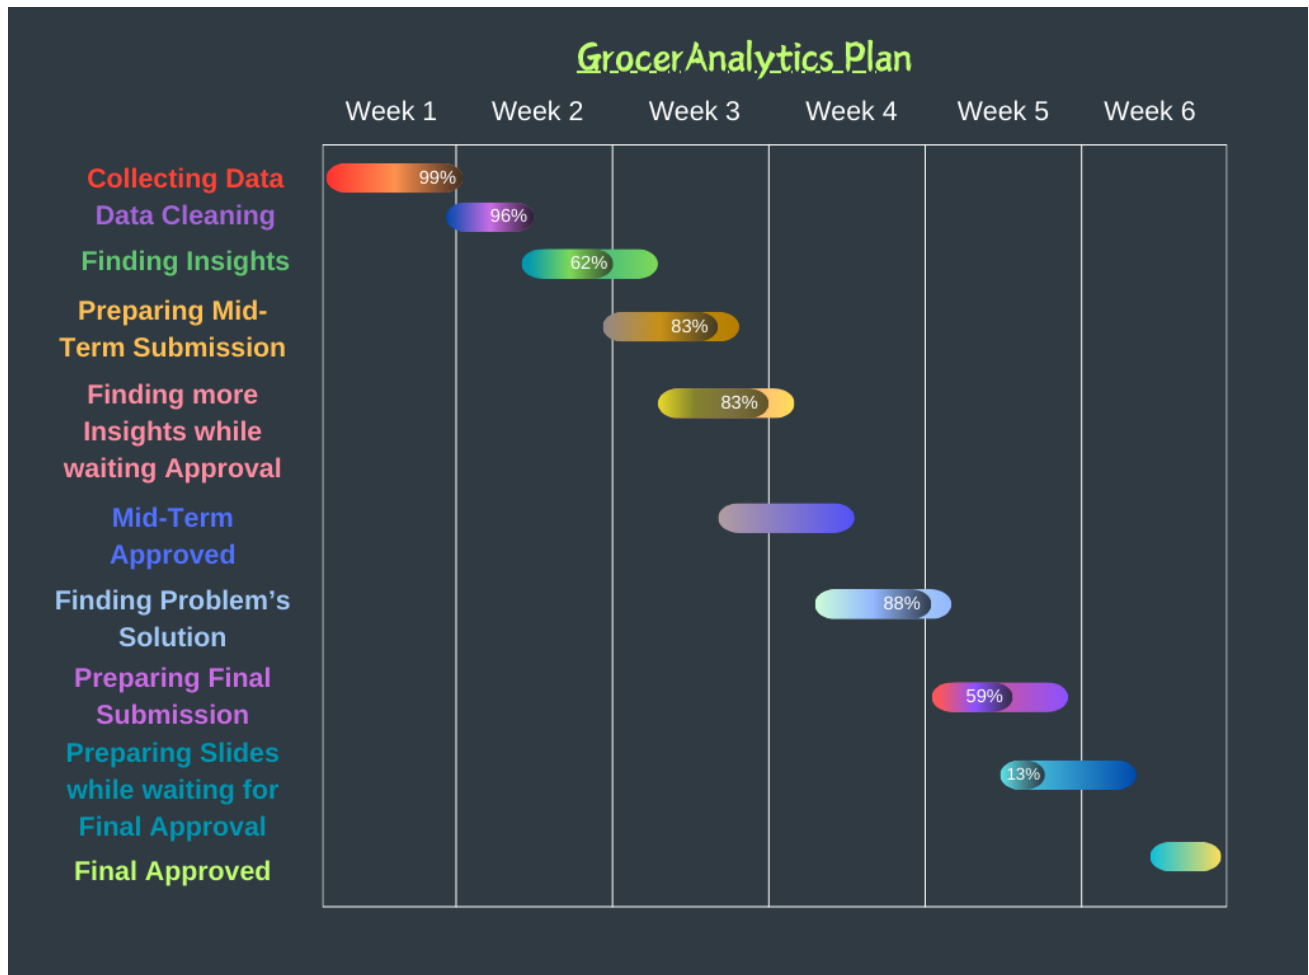 GrocerAnalytics Plan
Week 1 Week 2 Week 3 Week 4 Week 5 Week 6
Collecting Data 99%
Data Cleaning 96%
Finding Insights 62%
Preparing Mid-
Term Submission
83%
Finding more
Insights while
waiting Approval
83%
Mid-Term
Approved
Finding Problem’s
Solution
88%
Preparing Final
Submission
59%
Preparing Slides
while waiting for
Final Approval
13%
Final Approved